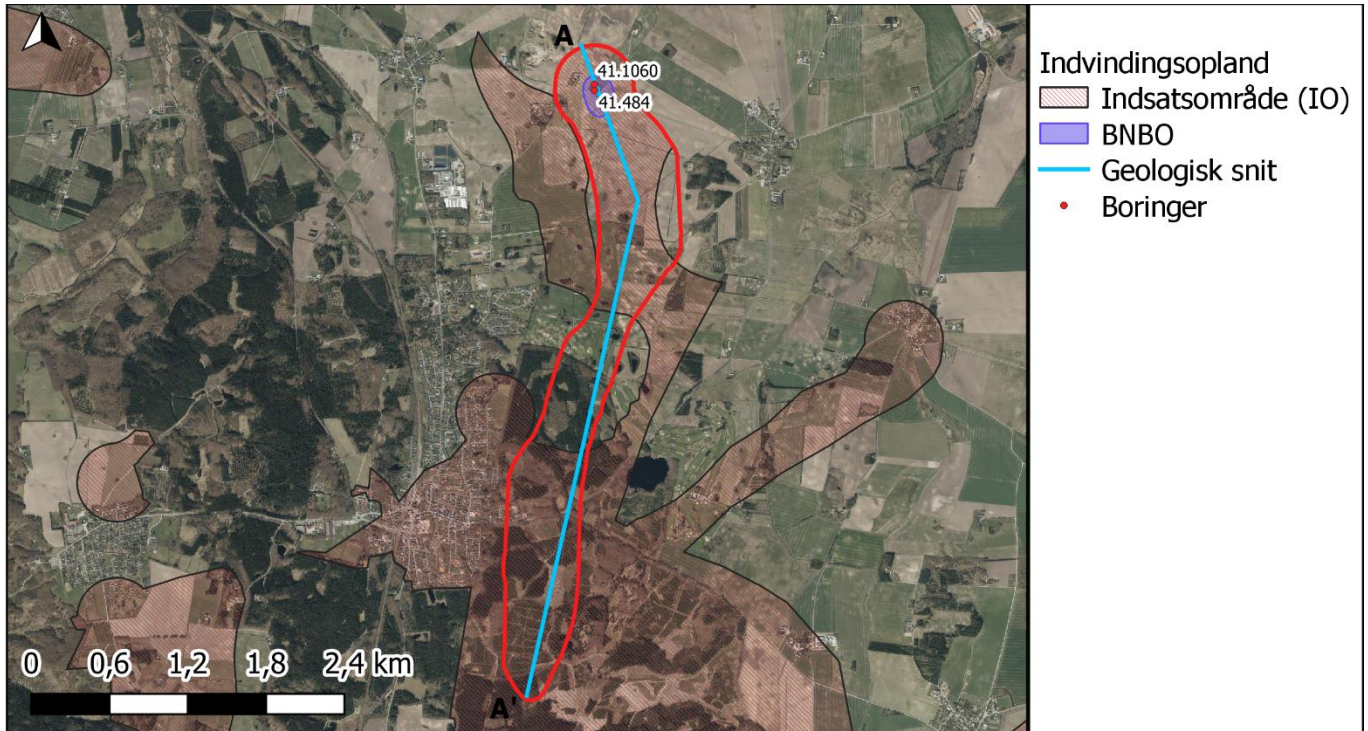 A
41.1060
41.484
0 0,6 1,2 1,8 2,4 km
A'
Indvindingsopland
Indsatsområde (IO)
BNBO
Geologisk snit
Boringer